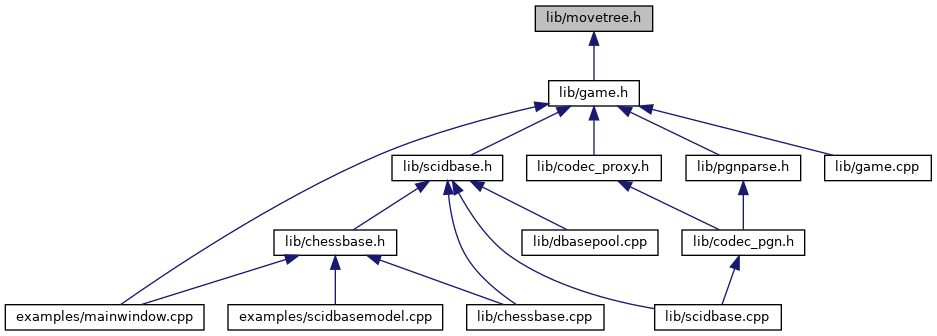 lib/movetree.h
lib/game.h
lib/scidbase.h
lib/codec_proxy.h
lib/pgnparse.h
lib/game.cpp
lib/chessbase.h
lib/dbasepool.cpp
lib/codec_pgn.h
examples/mainwindow.cpp
examples/scidbasemodel.cpp
lib/chessbase.cpp
lib/scidbase.cpp